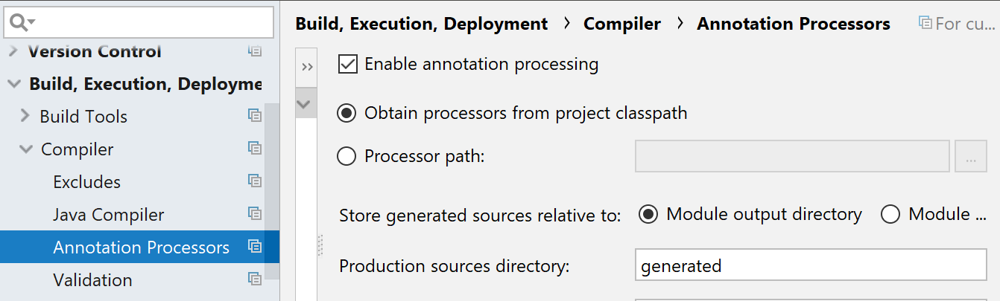 Build, Execution, Deployment > Compiler > Annotation Processors For cu...
Version Control
Build, Execution, Deployme
Build Tools
Compiler
Excludes
Java Compiler
Annotation Processors
Validation
Enable annotation processing
Obtain processors from project classpath
Processor path:
...
Store generated sources relative to: Module output directory Module ...
Production sources directory: generated